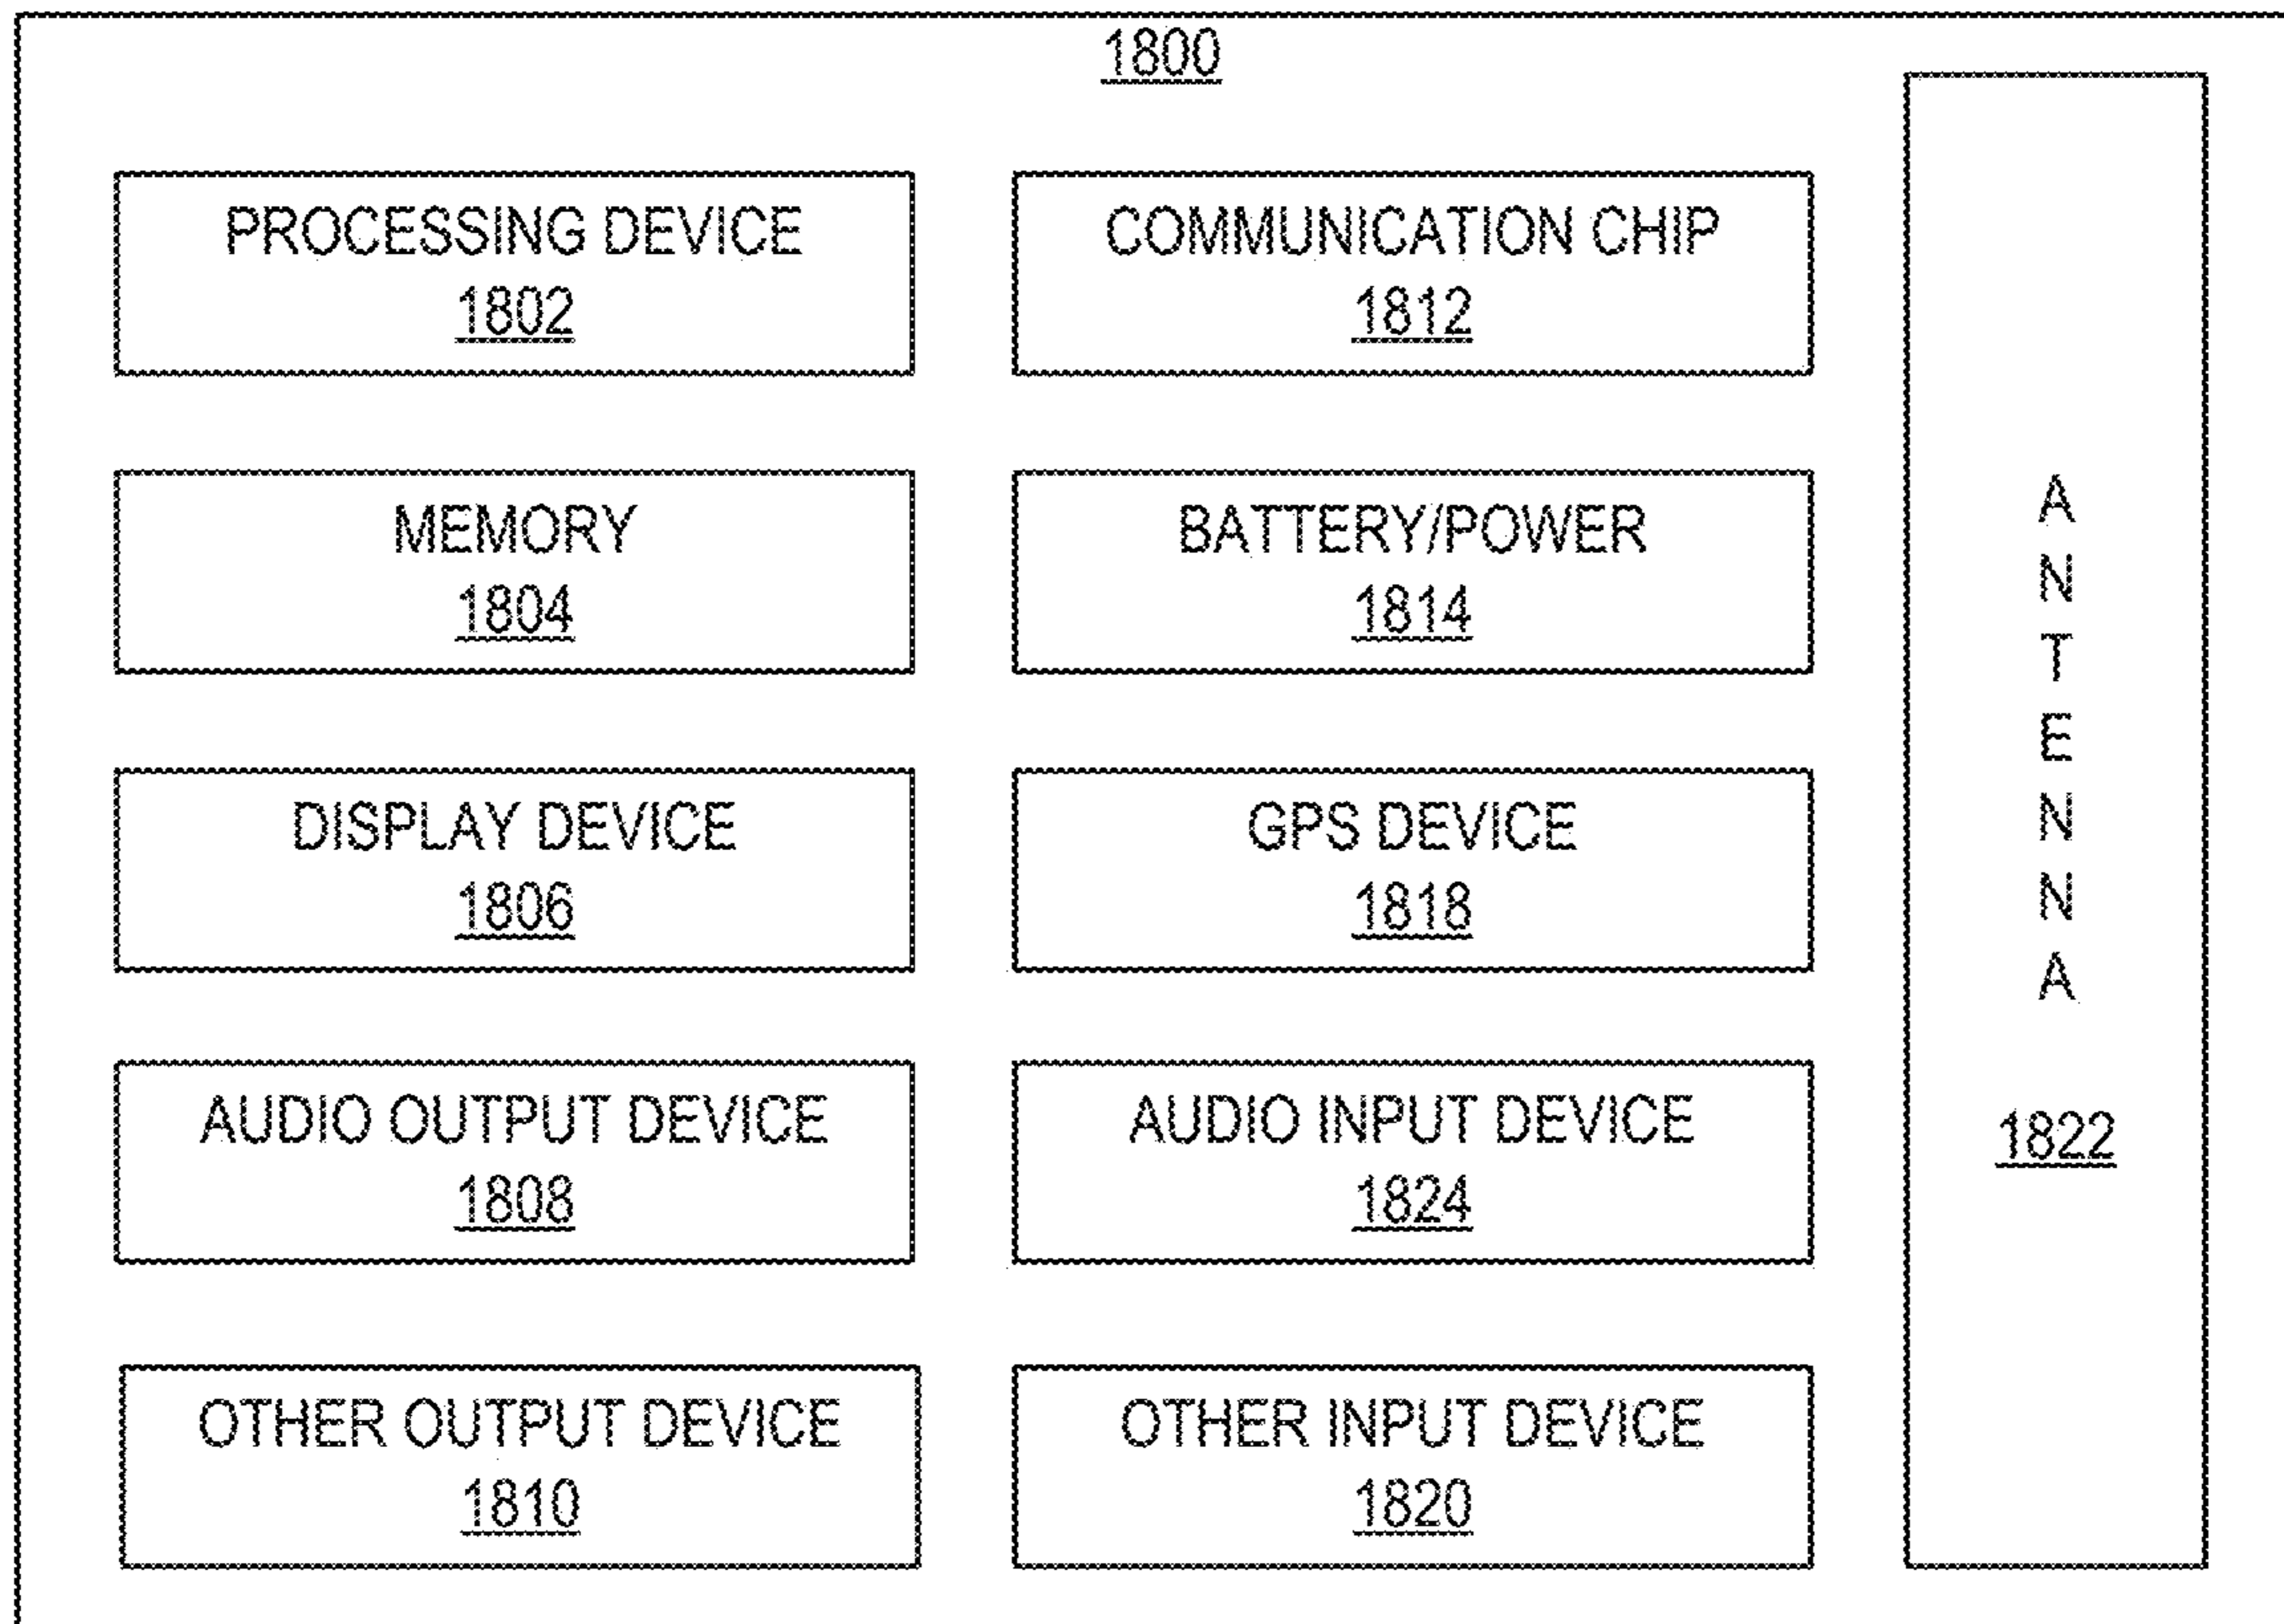 1800
PROCESSING DEVICE
1802
COMMUNICATION CHIP
1812
MEMORY
1804
BATTERY/POWER
1814
DISPLAY DEVICE
1806
GPS DEVICE
1818
AUDIO OUTPUT DEVICE
1808
AUDIO INPUT DEVICE
1824
OTHER OUTPUT DEVICE
1810
OTHER INPUT DEVICE
1820
A
N
T
E
N
N
A
1822